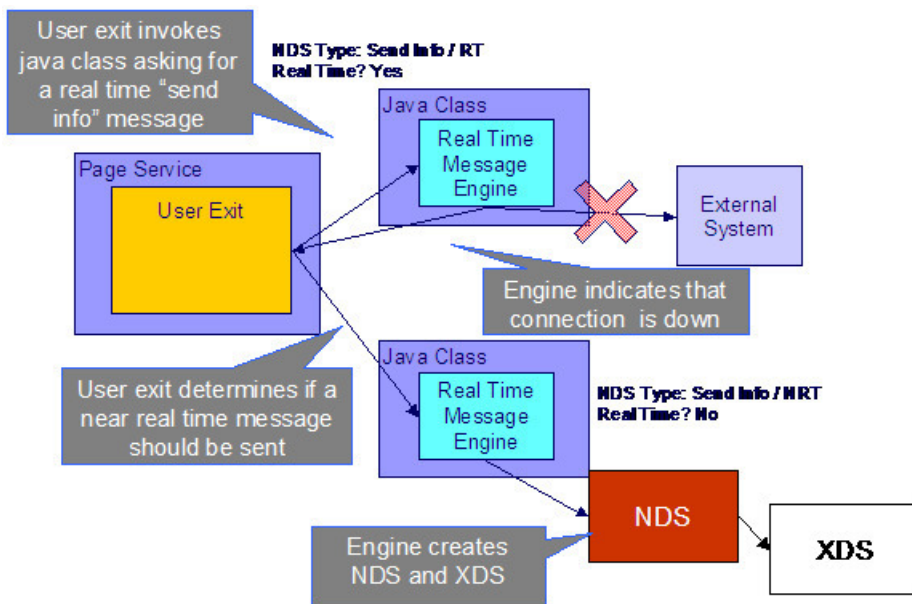 User exit invokes
java class asking for
a real time “send
info” message
NDS Type: Send Info / RT
Real Time? Yes
Java Class
Real Time
Message
Engine
Page Service
User Exit
External
System
Engine indicates that
connection is down
User exit determines if a
near real time message
should be sent
Java Class
Real Time
Message
Engine
NDS Type: Send Info / NRT
Real Time? No
NDS
XDS
Engine creates
NDS and XDS